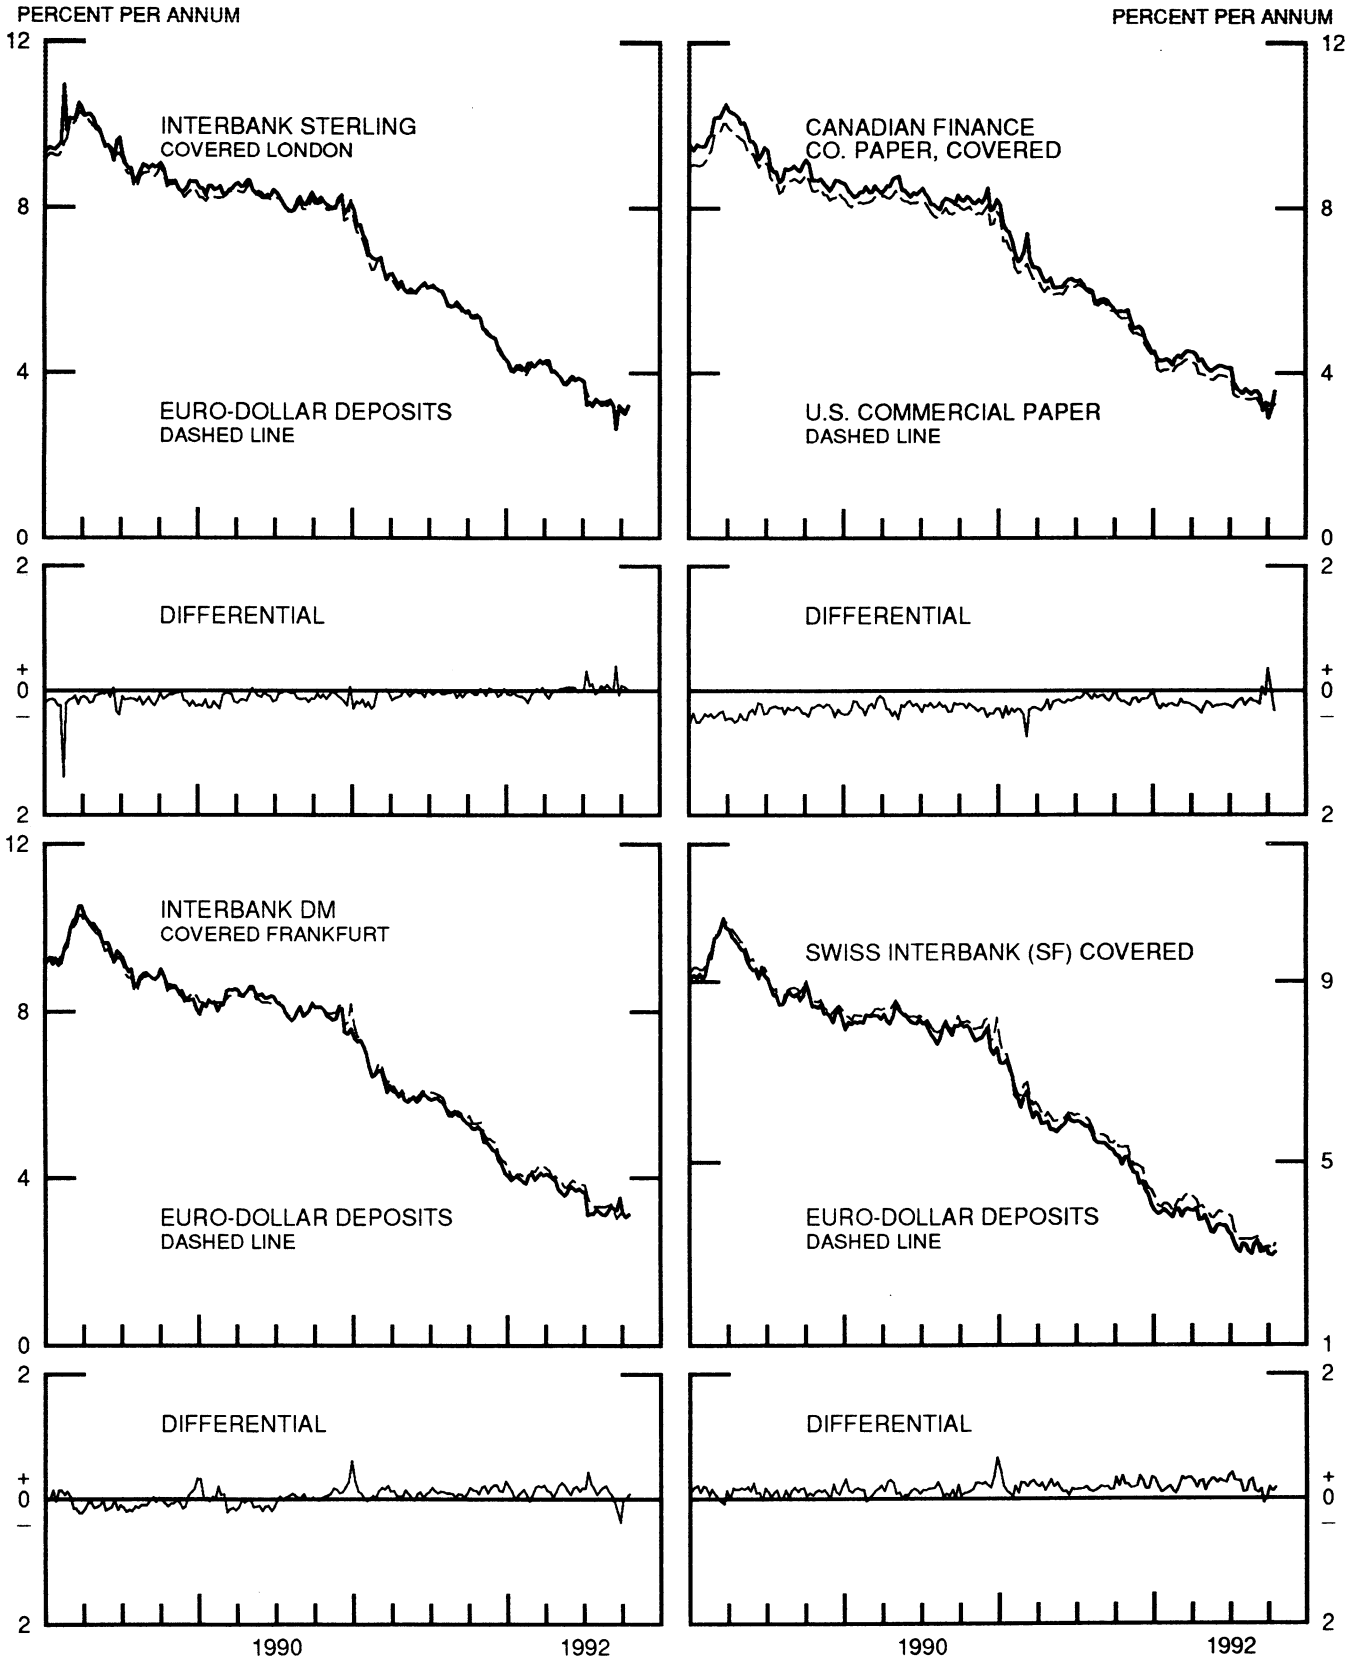 PERCENT PER ANNUM
PERCENT PER ANNUM
12
8
4
0
INTERBANK STERLING
COVERED LONDON
EURO-DOLLAR DEPOSITS
DASHED LINE
CANADIAN FINANCE
CO. PAPER, COVERED
U.S. COMMERCIAL PAPER
DASHED LINE
12
8
4
0
2
+
0
–
2
DIFFERENTIAL
DIFFERENTIAL
2
+
0
–
2
12
8
4
0
INTERBANK DM
COVERED FRANKFURT
EURO-DOLLAR DEPOSITS
DASHED LINE
SWISS INTERBANK (SF) COVERED
EURO-DOLLAR DEPOSITS
DASHED LINE
9
5
1
2
+
0
–
2
DIFFERENTIAL
DIFFERENTIAL
2
+
0
–
2
1990
1992
1990
1992